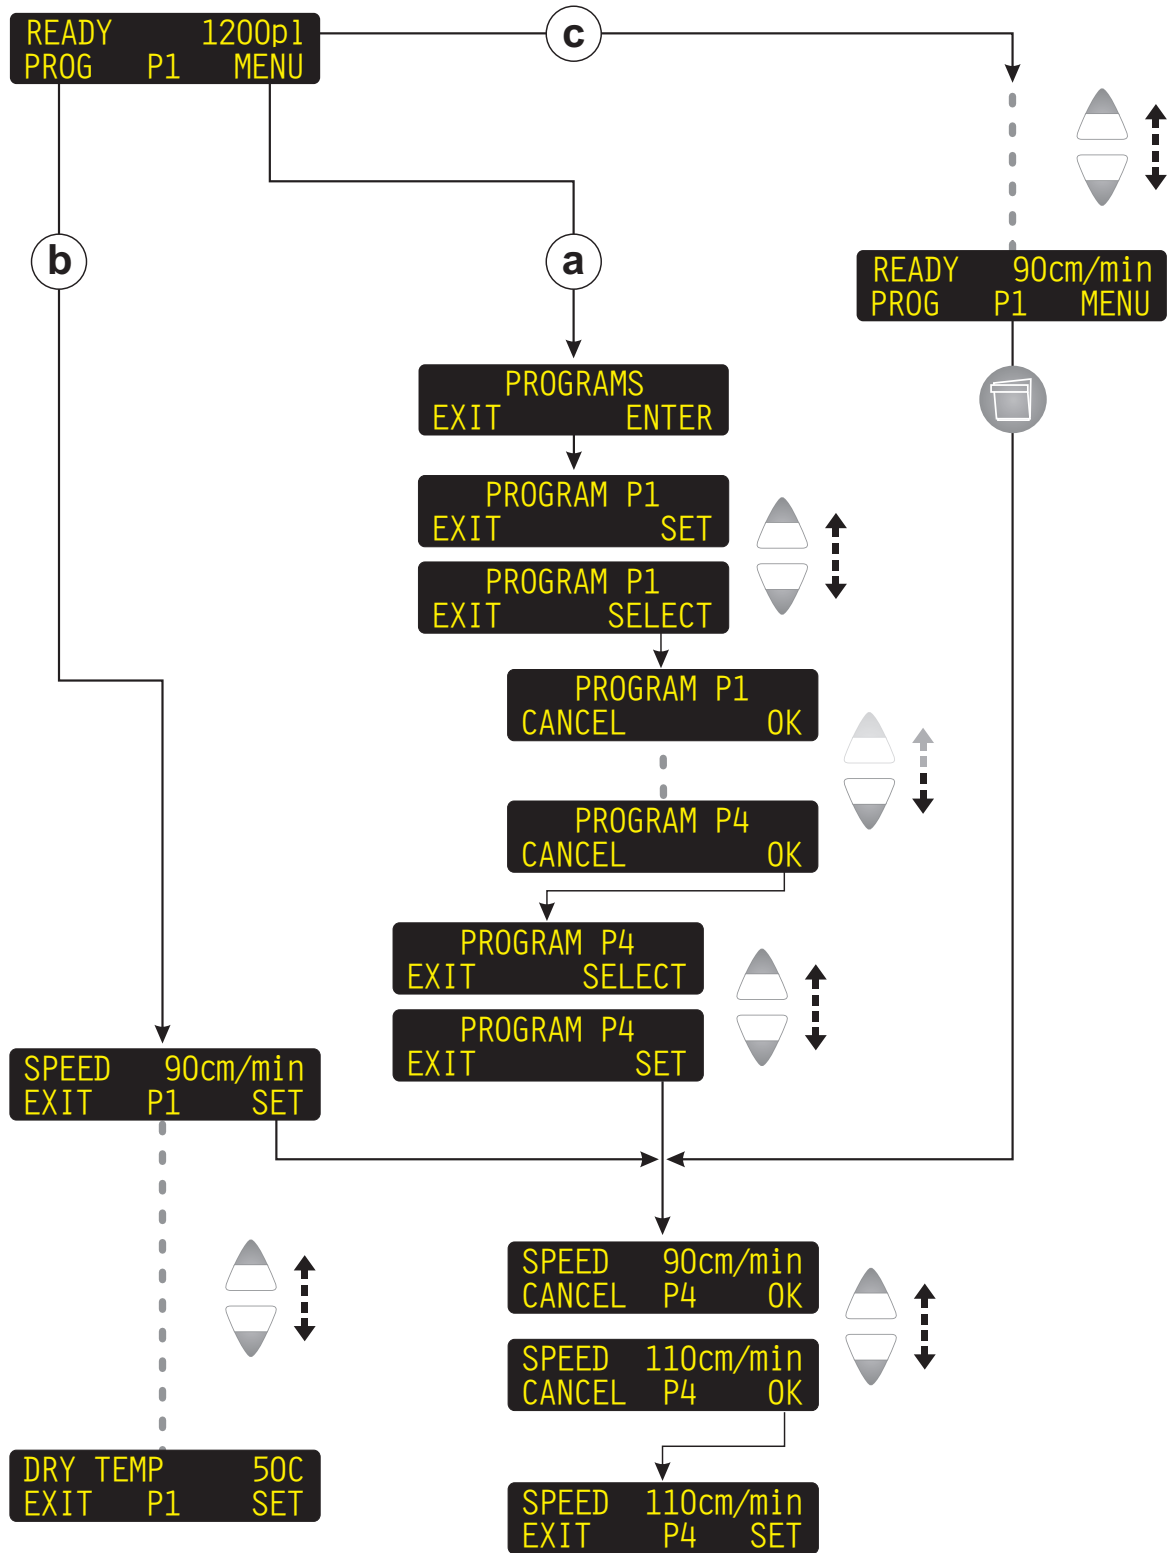 READY 1200pl
PROG P1 MENU
c
b
a
READY 90cm/min
PROG P1 MENU
PROGRAMS
EXIT ENTER
PROGRAM P1
EXIT SET
PROGRAM P1
EXIT SELECT
PROGRAM P1
CANCEL OK
PROGRAM P4
CANCEL OK
PROGRAM P4
EXIT SELECT
PROGRAM P4
EXIT SET
SPEED 90cm/min
EXIT P1 SET
SPEED 90cm/min
CANCEL P4 OK
SPEED 110cm/min
CANCEL P4 OK
DRY TEMP 50C
EXIT P1 SET
SPEED 110cm/min
EXIT P4 SET